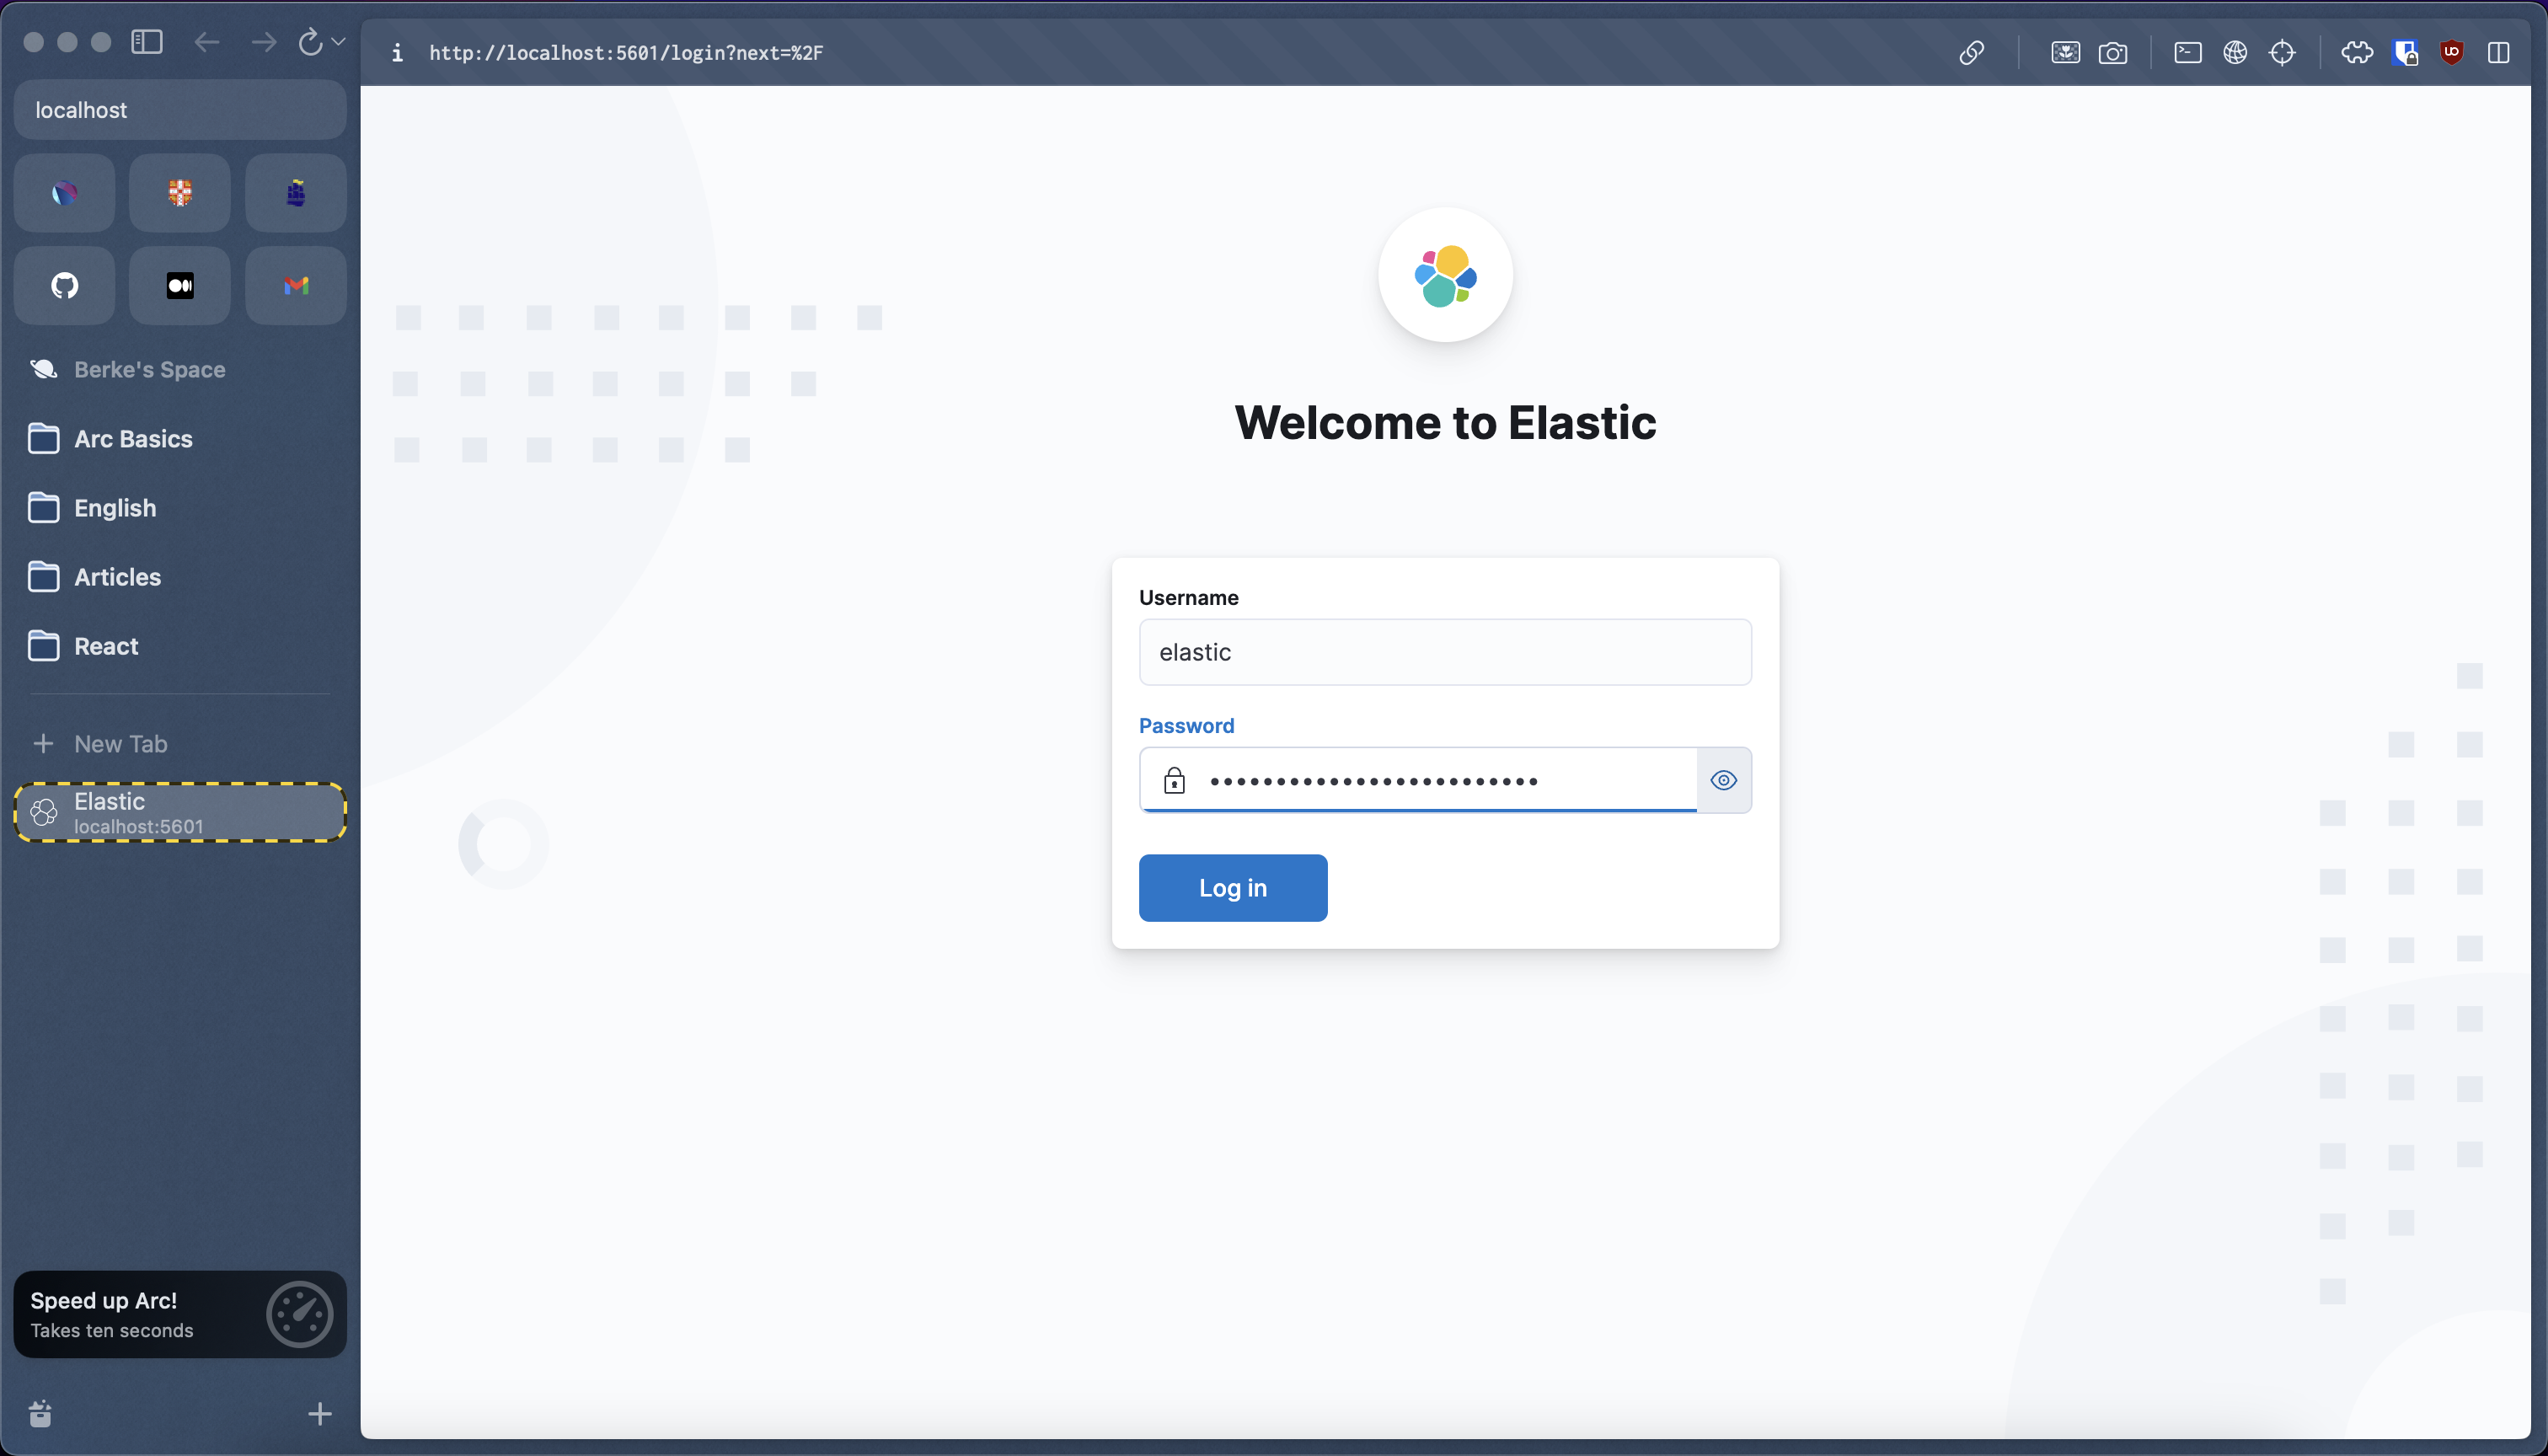 http://localhost:5601/login?next=%2F
localhost
Berke's Space
Arc Basics
English
Articles
React
New Tab
Elastic
localhost:5601
Speed up Arc!
Takes ten seconds
Welcome to Elastic
Username
elastic
Password
Log in